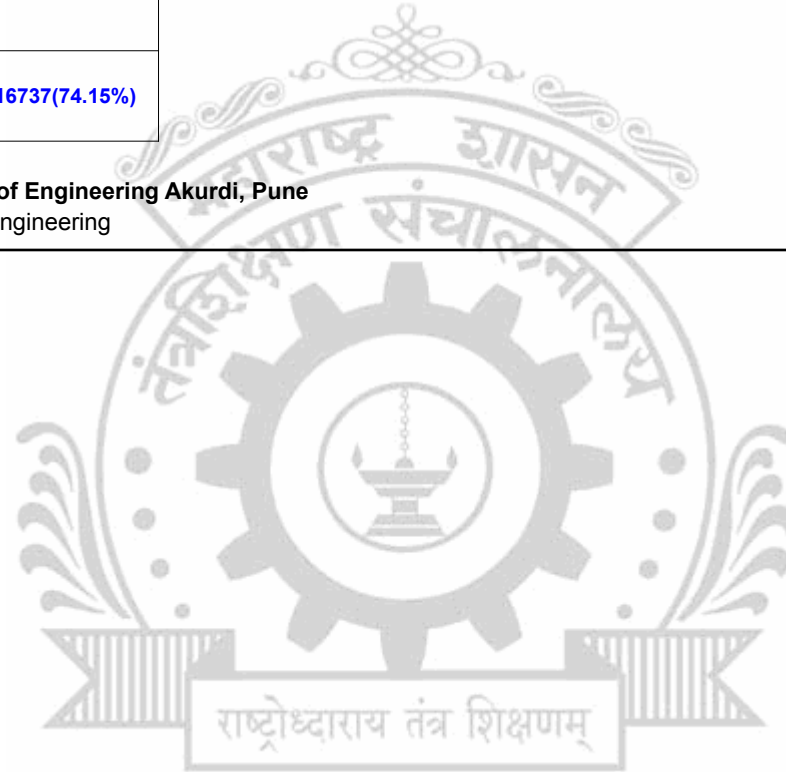 16737(74.15%)
of Engineering Akurdi, Pune
ngineering
महाराष्ट्र शासन
तंत्रशिक्षण संचालनालय
राष्ट्रोध्दाराय तंत्र शिक्षणम्